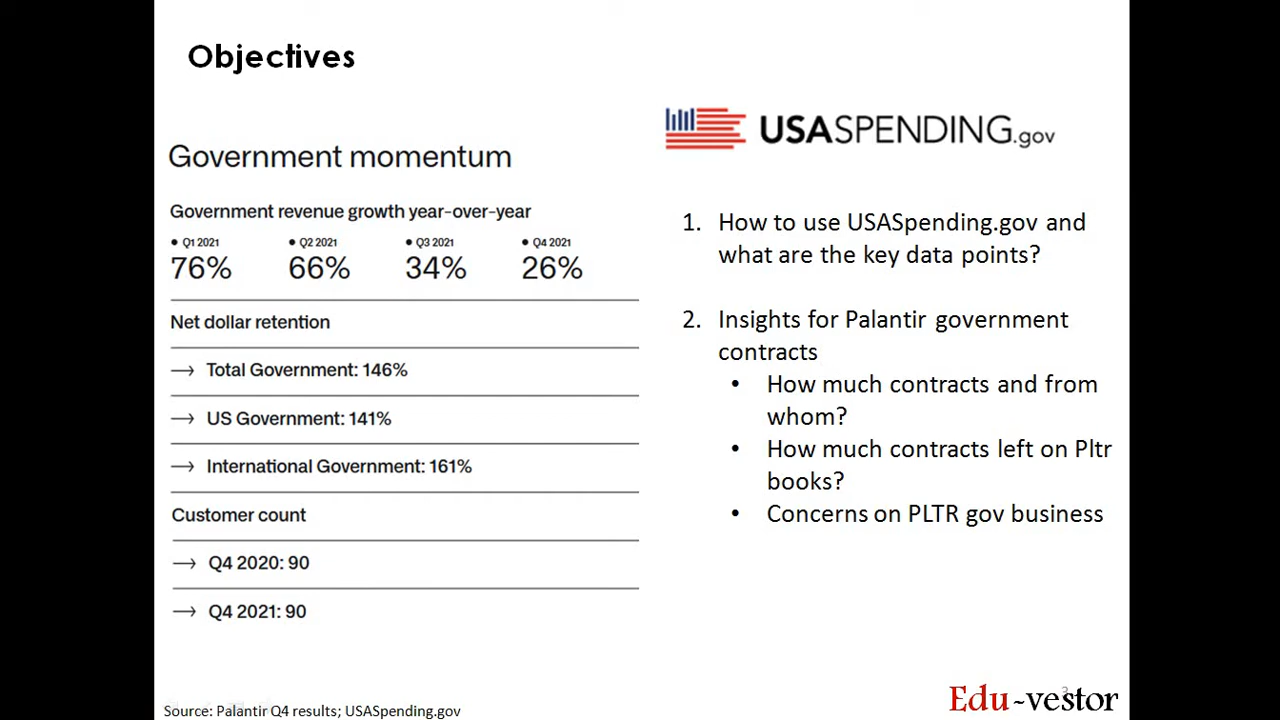 Objectives
Government momentum
Government revenue growth year-over-year
• Q1 2021 • Q2 2021 • Q3 2021 • Q4 2021
76% 66% 34% 26%
Net dollar retention
→ Total Government: 146%
→ US Government: 141%
→ International Government: 161%
Customer count
→ Q4 2020: 90
→ Q4 2021: 90
USASPENDING.gov
1. How to use USASpending.gov and
what are the key data points?
2. Insights for Palantir government
contracts
• How much contracts and from
whom?
• How much contracts left on Pltr
books?
• Concerns on PLTR gov business
Source: Palantir Q4 results; USASpending.gov
3
Edu-vestor